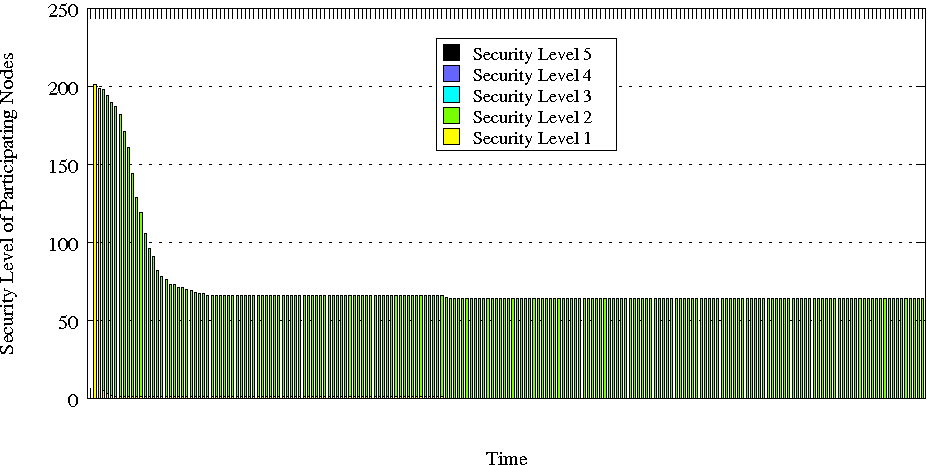 250
200
150
100
50
0
Security Level of Participating Nodes
Security Level 5
Security Level 4
Security Level 3
Security Level 2
Security Level 1
Time